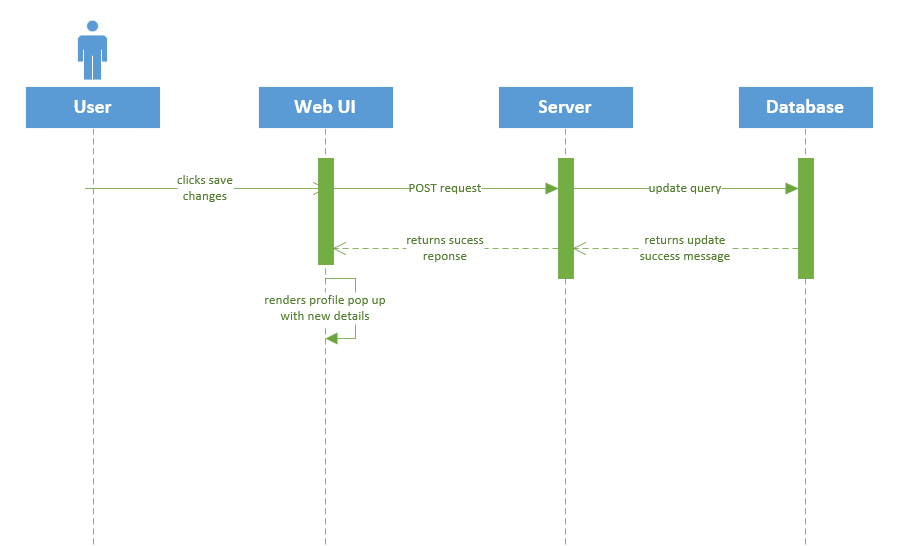 User
Web UI
Server
Database
clicks save
changes
POST request
update query
returns sucess
reponse
returns update
success message
renders profile pop up
with new details